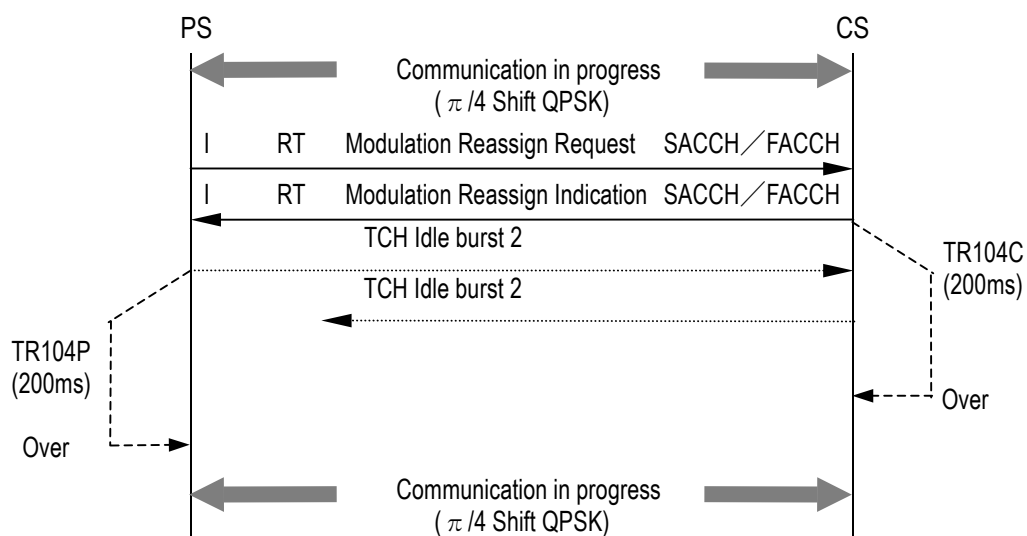 PS CS
Communication in progress
( π /4 Shift QPSK)
I RT Modulation Reassign Request SACCH／FACCH
I RT Modulation Reassign Indication SACCH／FACCH
TCH Idle burst 2
TR104C
(200ms)
TCH Idle burst 2
TR104P
(200ms)
Over
Over
Communication in progress
( π /4 Shift QPSK)